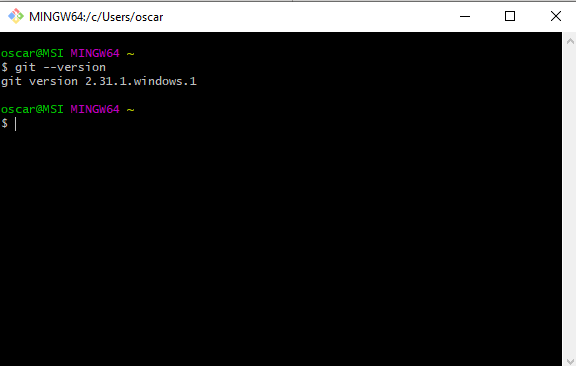 MINGW64:/c/Users/oscar
oscar@MSI MINGW64 ~
$ git --version
git version 2.31.1.windows.1
oscar@MSI MINGW64 ~
$